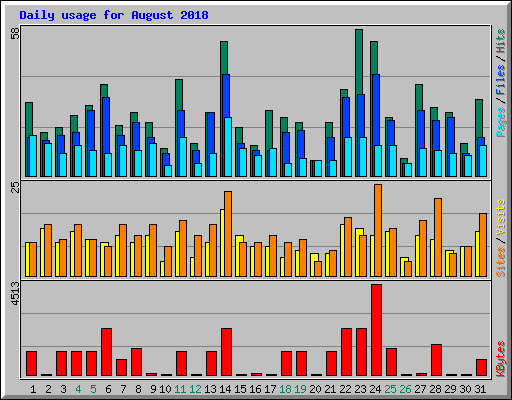 Daily usage for August 2018
58
Pages / Files / Hits
25
Sites / Visits
4513
KBytes
1 2 3 4 5 6 7 8 9 10 11 12 13 14 15 16 17 18 19 20 21 22 23 24 25 26 27 28 29 30 31